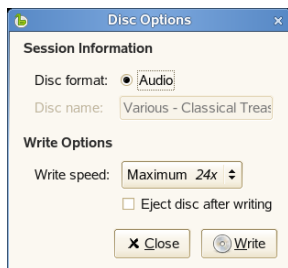 Disc Options
Session Information
Disc format: Audio
Disc name: Various - Classical Treas
Write Options
Write speed: Maximum 24x
Eject disc after writing
Close Write